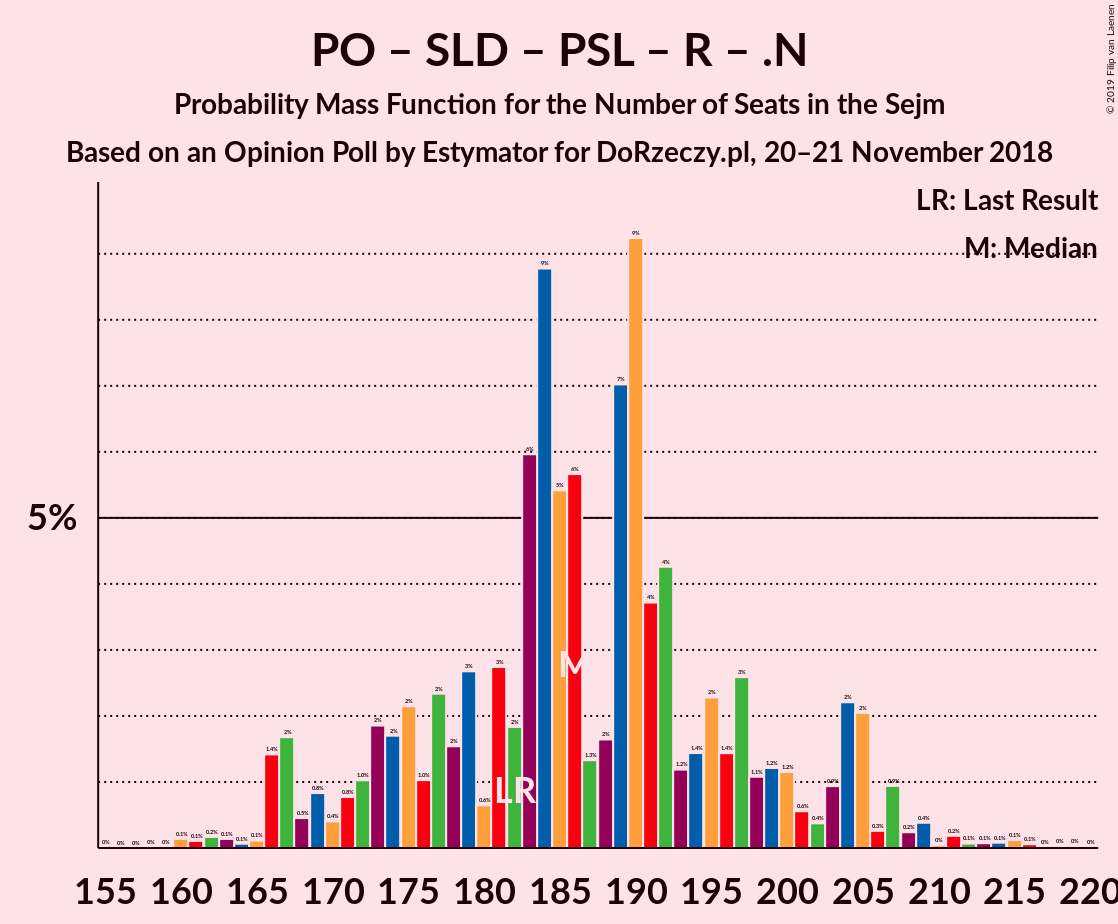 PO – SLD – PSL – R – .N
Probability Mass Function for the Number of Seats in the Sejm
Based on an Opinion Poll by Estymator for DoRzeczy.pl, 20–21 November 2018
© 2019 Filip van Laenen
LR: Last Result
M: Median
5%
0% 0% 0% 0% 0% 0.1% 0.1% 0.2% 0.1% 0.1% 0.1% 1.4% 2% 0.5% 0.8% 0.4% 0.8% 1.0% 2% 2% 2% 1.0% 2% 2% 3% 0.6% 3% 2% 6% 9% 5% 6% 1.3% 2% 7% 9% 4% 4% 1.2% 1.4% 2% 1.4% 3% 1.1% 1.2% 1.2% 0.6% 0.4% 0.9% 2% 2% 0.3% 0.9% 0.2% 0.4% 0% 0.2% 0.1% 0.1% 0.1% 0.1% 0.1% 0% 0% 0% 0%
M
LR
155 160 165 170 175 180 185 190 195 200 205 210 215 220